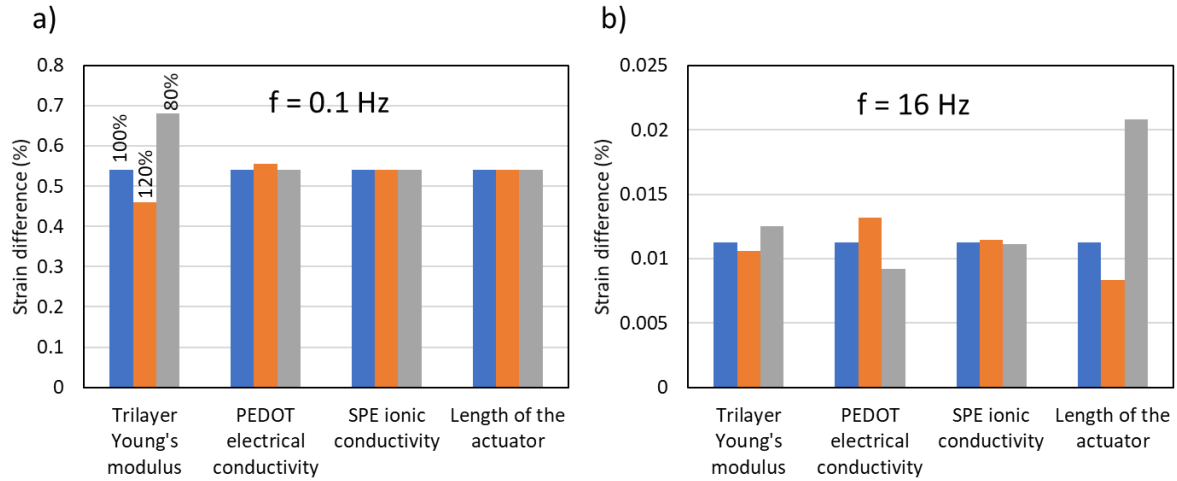 a)
Strain difference (%)
0.8
0.7
0.6
0.5
0.4
0.3
0.2
0.1
0
100%
120%
80%
f = 0.1 Hz
Trilayer
Young's
modulus
PEDOT
electrical
conductivity
SPE ionic
conductivity
Length of the
actuator
b)
Strain difference (%)
0.025
0.02
0.015
0.01
0.005
0
f = 16 Hz
Trilayer
Young's
modulus
PEDOT
electrical
conductivity
SPE ionic
conductivity
Length of the
actuator